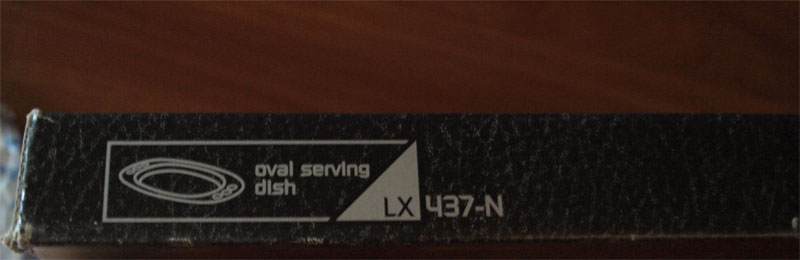 oval serving
dish
LX 437-N